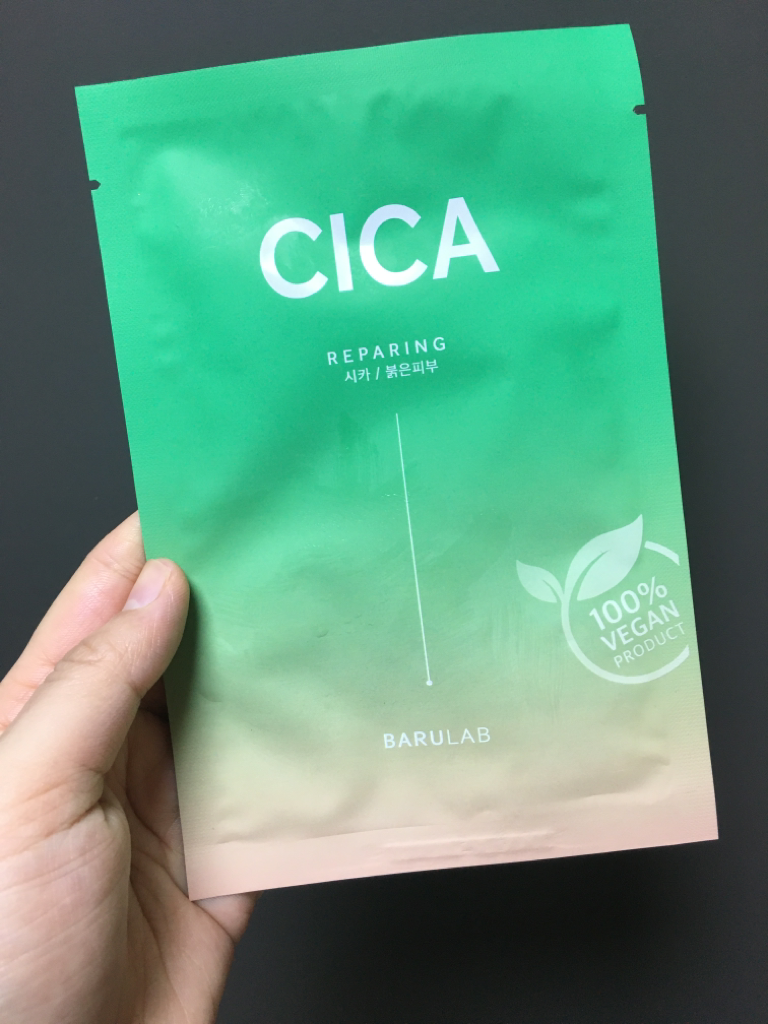 CICA
REPARING
시카 / 붉은피부
100%
VEGAN
PRODUCT
BARULAB